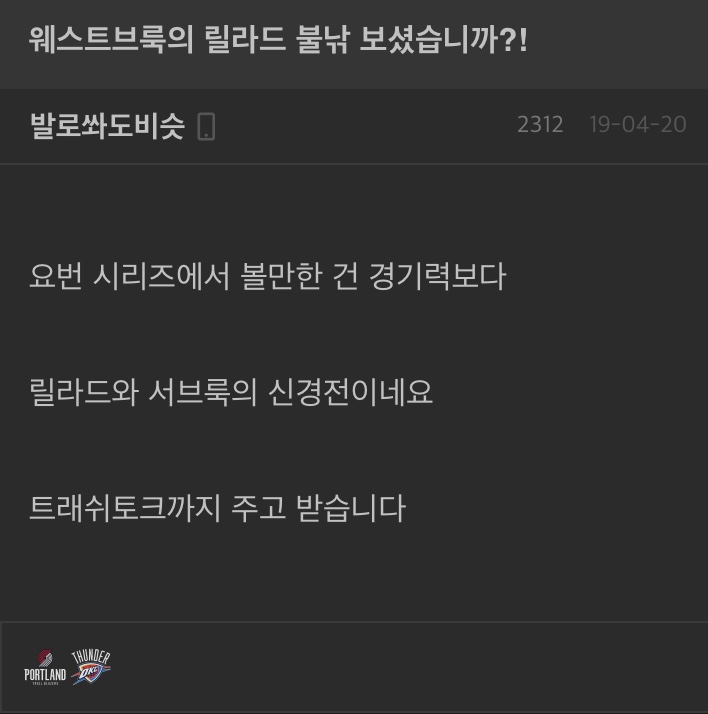 웨스트브룩의 릴라드 불낚 보셨습니까?!
발로쏴도비슷
2312 19-04-20
요번 시리즈에서 볼만한 건 경기력보다
릴라드와 서브룩의 신경전이네요
트래쉬토크까지 주고 받습니다
THUNDER
PORTLAND OKC
TRAIL BLAZERS